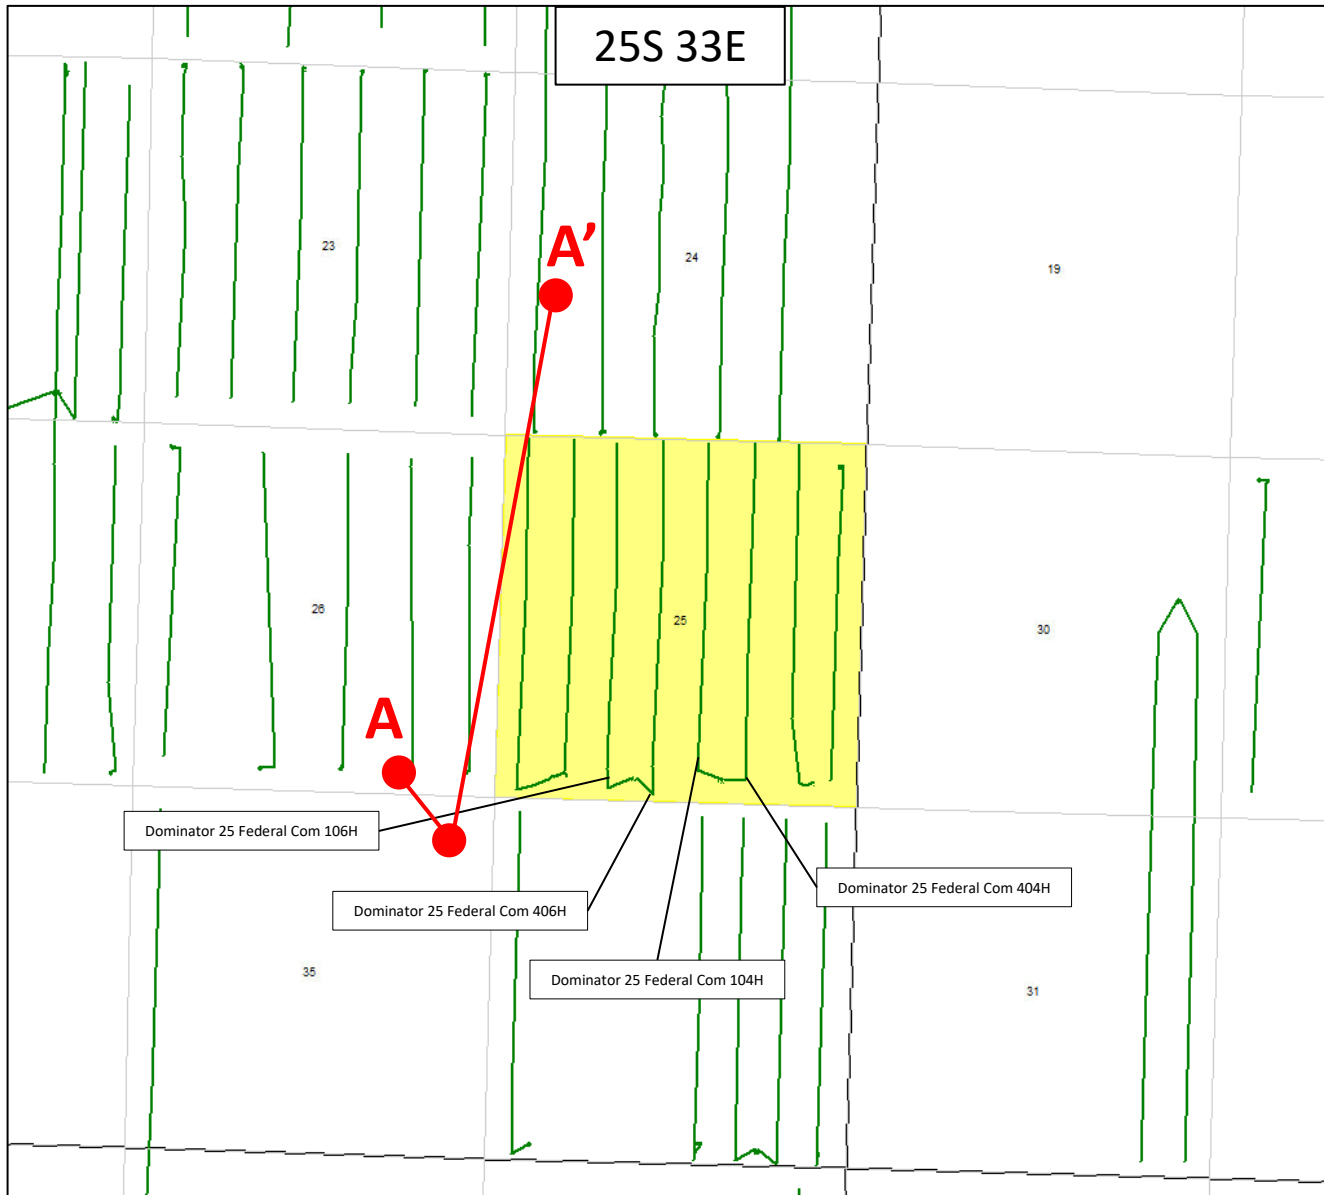 25S 33E
23
A’
24
19
26
25
30
A
Dominator 25 Federal Com 106H
Dominator 25 Federal Com 404H
Dominator 25 Federal Com 406H
35
Dominator 25 Federal Com 104H
31